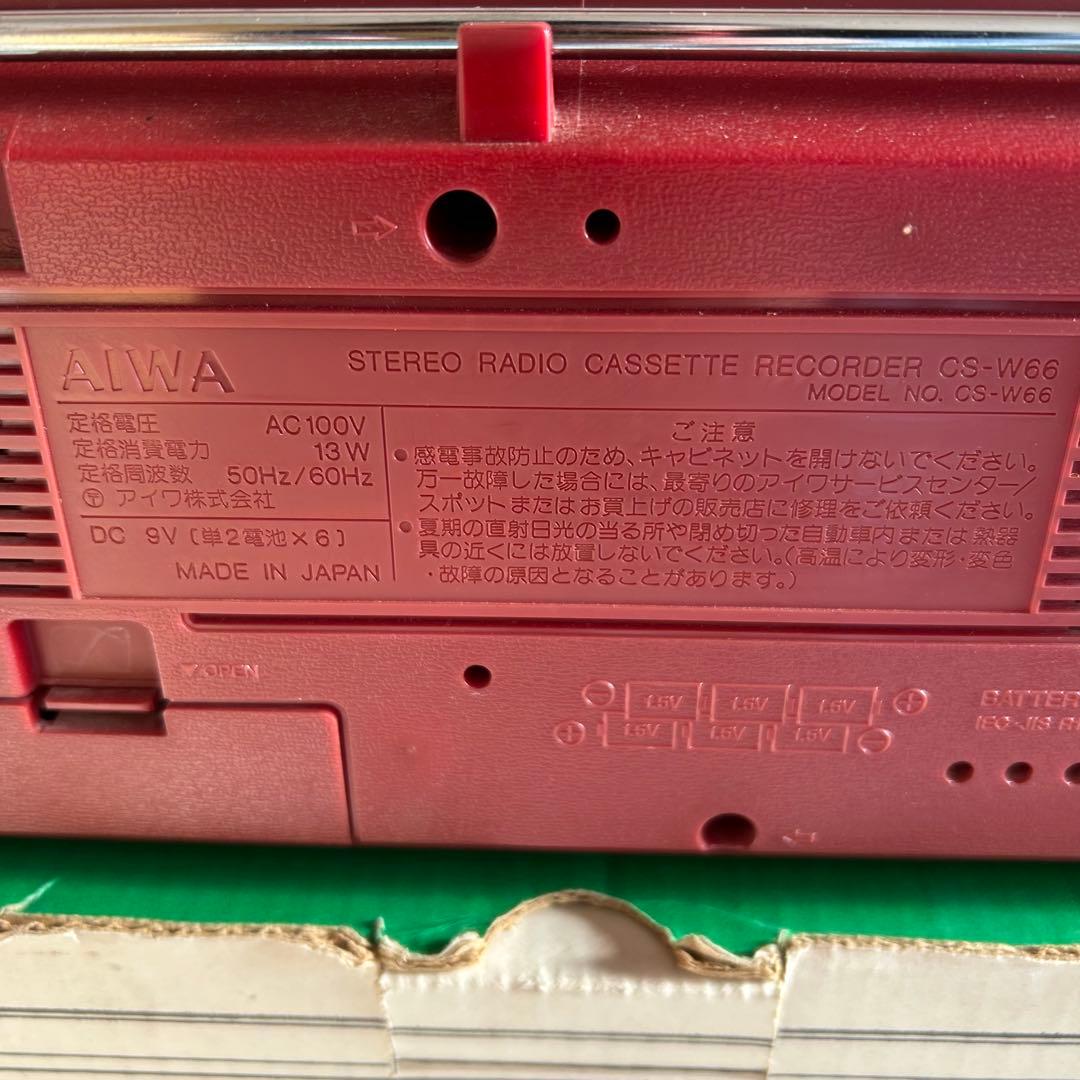 AIWA
STEREO RADIO CASSETTE RECORDER CS-W66
MODEL NO. CS-W66
定格電圧 AC100V
定格消費電力 13W
定格周波数 50Hz/60Hz
〶 アイワ株式会社
DC 9V〔単2電池×6〕
MADE IN JAPAN
ご注意
●感電事故防止のため、キャビネットを開けないでください。
万一故障した場合には、最寄りのアイワサービスセンター/
スポットまたはお買上げの販売店に修理をご依頼ください。
●夏期の直射日光の当る所や閉め切った自動車内または熱器
具の近くには放置しないでください。(高温により変形・変色
・故障の原因となることがあります。)
OPEN
⊖ 1.5V 1.5V 1.5V ⊕
⊕ 1.5V 1.5V 1.5V ⊖
BATTER
IEC-JIS R